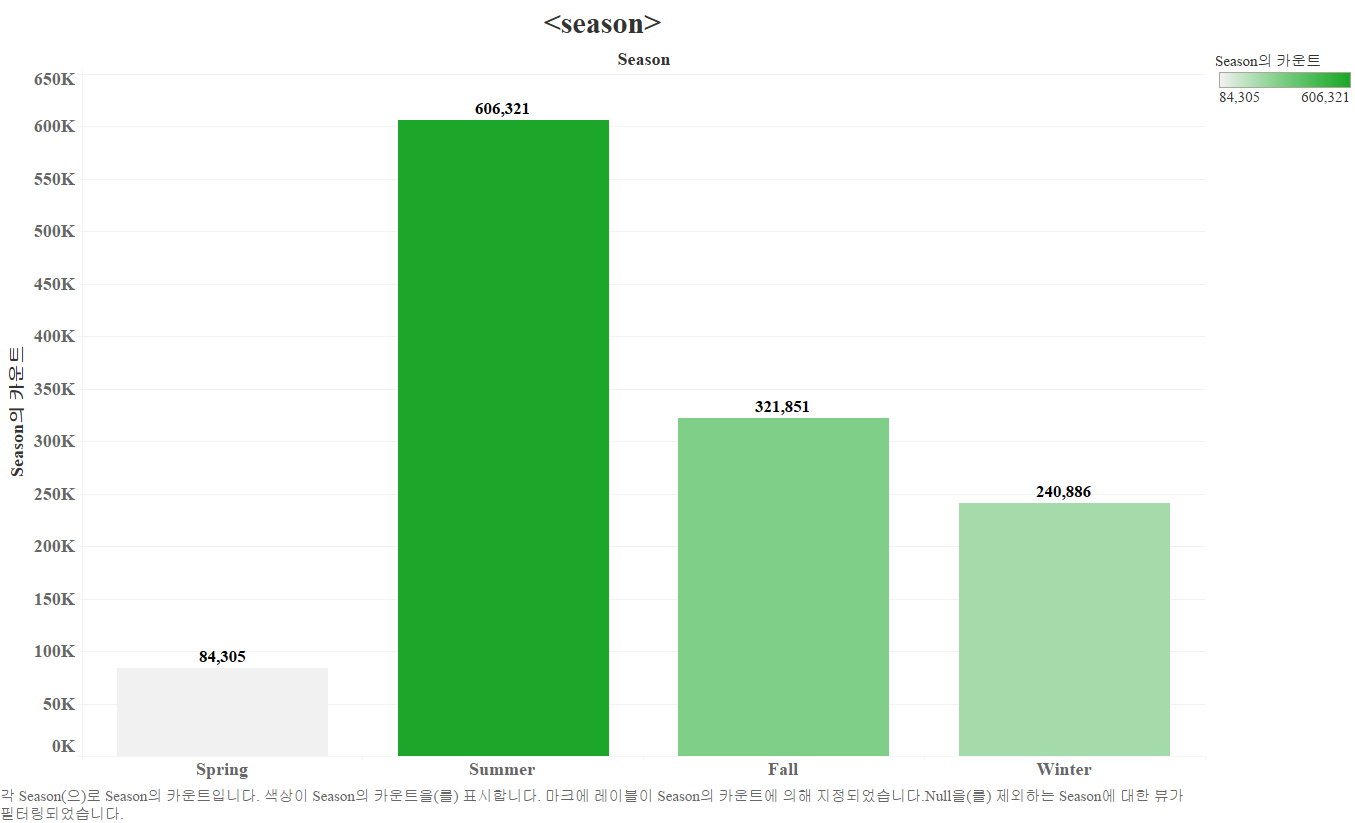 <season>
Season
Season의 카운트
84,305 606,321
650K
600K
550K
500K
450K
400K
350K
300K
250K
200K
150K
100K
50K
0K
Season의 카운트
606,321
321,851
240,886
84,305
Spring Summer Fall Winter
각 Season(으)로 Season의 카운트입니다. 색상이 Season의 카운트을(를) 표시합니다. 마크에 레이블이 Season의 카운트에 의해 지정되었습니다.Null을(를) 제외하는 Season에 대한 뷰가
필터링되었습니다.